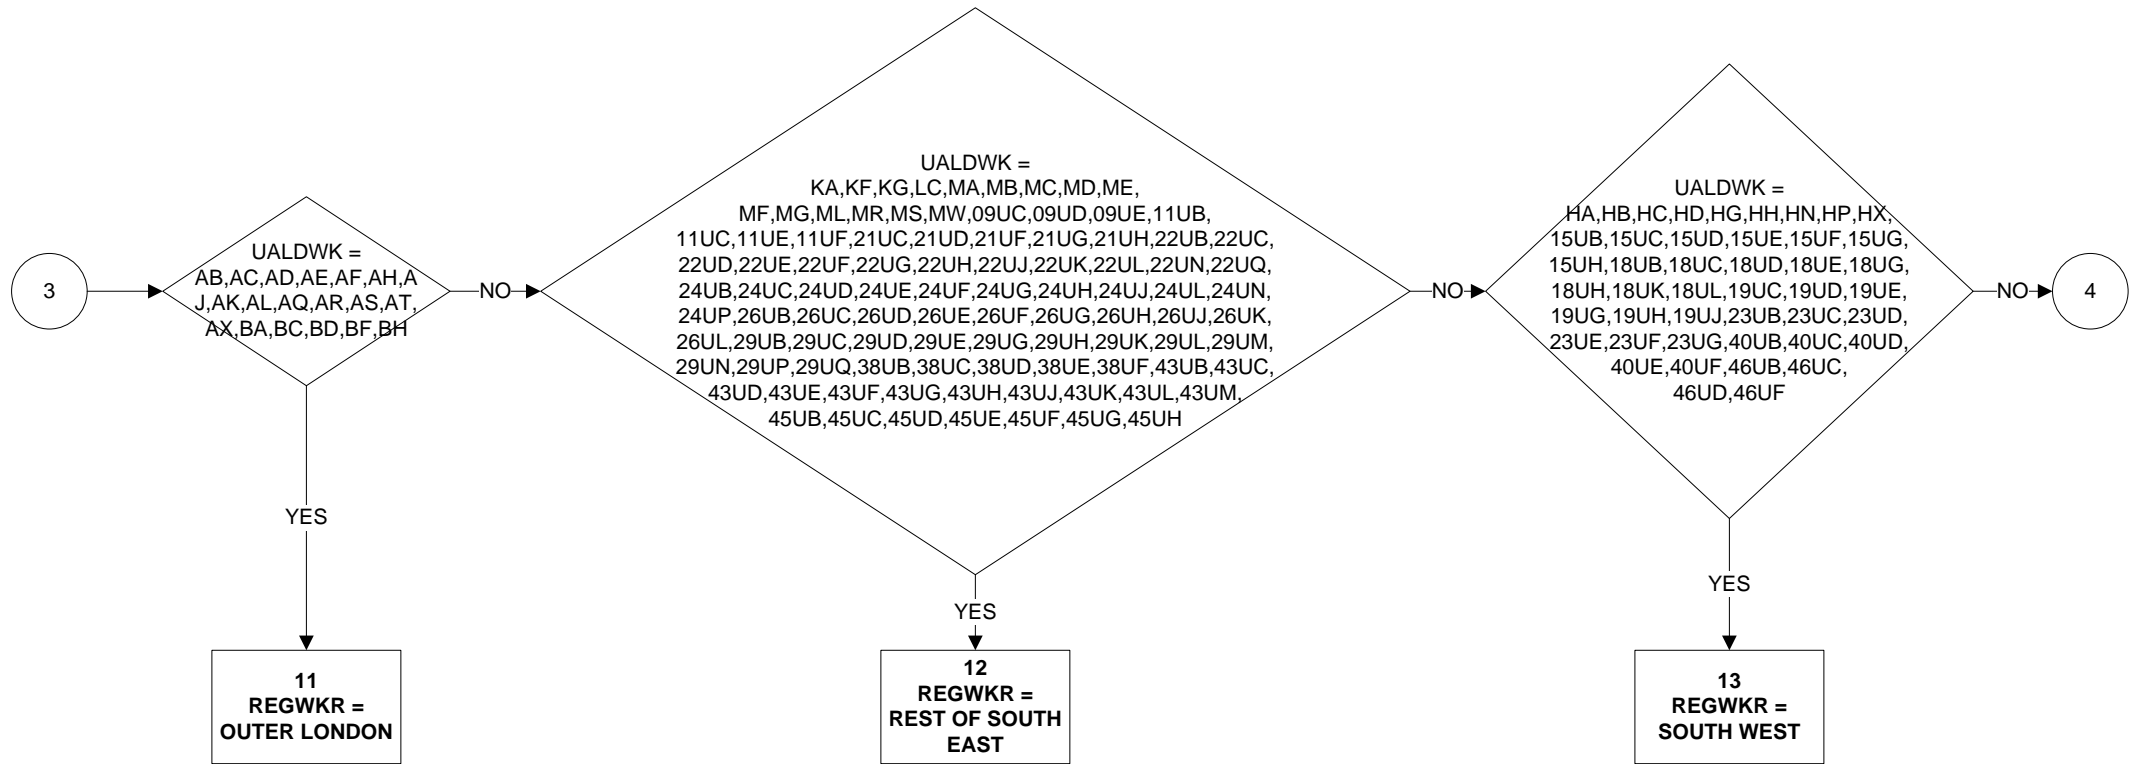 3
UALDWK =
AB,AC,AD,AE,AF,AH,A
J,AK,AL,AQ,AR,AS,AT,
AX,BA,BC,BD,BF,BH
NO
YES
11
REGWKR =
OUTER LONDON
UALDWK =
KA,KF,KG,LC,MA,MB,MC,MD,ME,
MF,MG,ML,MR,MS,MW,09UC,09UD,09UE,11UB,
11UC,11UE,11UF,21UC,21UD,21UF,21UG,21UH,22UB,22UC,
22UD,22UE,22UF,22UG,22UH,22UJ,22UK,22UL,22UN,22UQ,
24UB,24UC,24UD,24UE,24UF,24UG,24UH,24UJ,24UL,24UN,
24UP,26UB,26UC,26UD,26UE,26UF,26UG,26UH,26UJ,26UK,
26UL,29UB,29UC,29UD,29UE,29UG,29UH,29UK,29UL,29UM,
29UN,29UP,29UQ,38UB,38UC,38UD,38UE,38UF,43UB,43UC,
43UD,43UE,43UF,43UG,43UH,43UJ,43UK,43UL,43UM,
45UB,45UC,45UD,45UE,45UF,45UG,45UH
NO
YES
12
REGWKR =
REST OF SOUTH
EAST
UALDWK =
HA,HB,HC,HD,HG,HH,HN,HP,HX,
15UB,15UC,15UD,15UE,15UF,15UG,
15UH,18UB,18UC,18UD,18UE,18UG,
18UH,18UK,18UL,19UC,19UD,19UE,
19UG,19UH,19UJ,23UB,23UC,23UD,
23UE,23UF,23UG,40UB,40UC,40UD,
40UE,40UF,46UB,46UC,
46UD,46UF
NO
YES
13
REGWKR =
SOUTH WEST
4